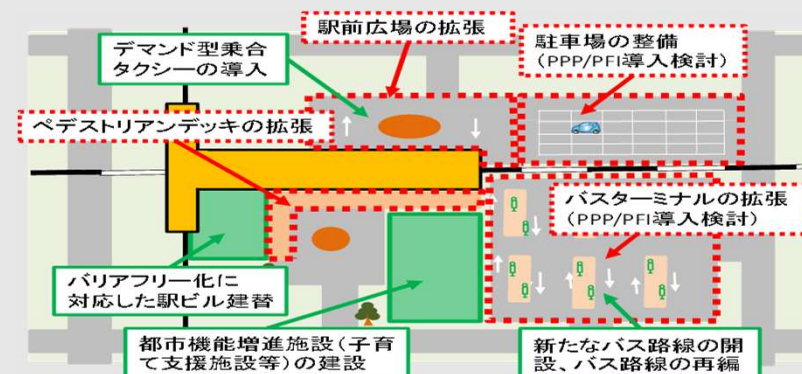 駅前広場の拡張
デマンド型乗合
タクシーの導入
駐車場の整備
(PPP/PFI導入検討)
ペデストリアンデッキの拡張
バスターミナルの拡張
(PPP/PFI導入検討)
バリアフリー化に
対応した駅ビル建替
都市機能増進施設(子育
て支援施設等)の建設
新たなバス路線の開
設、バス路線の再編